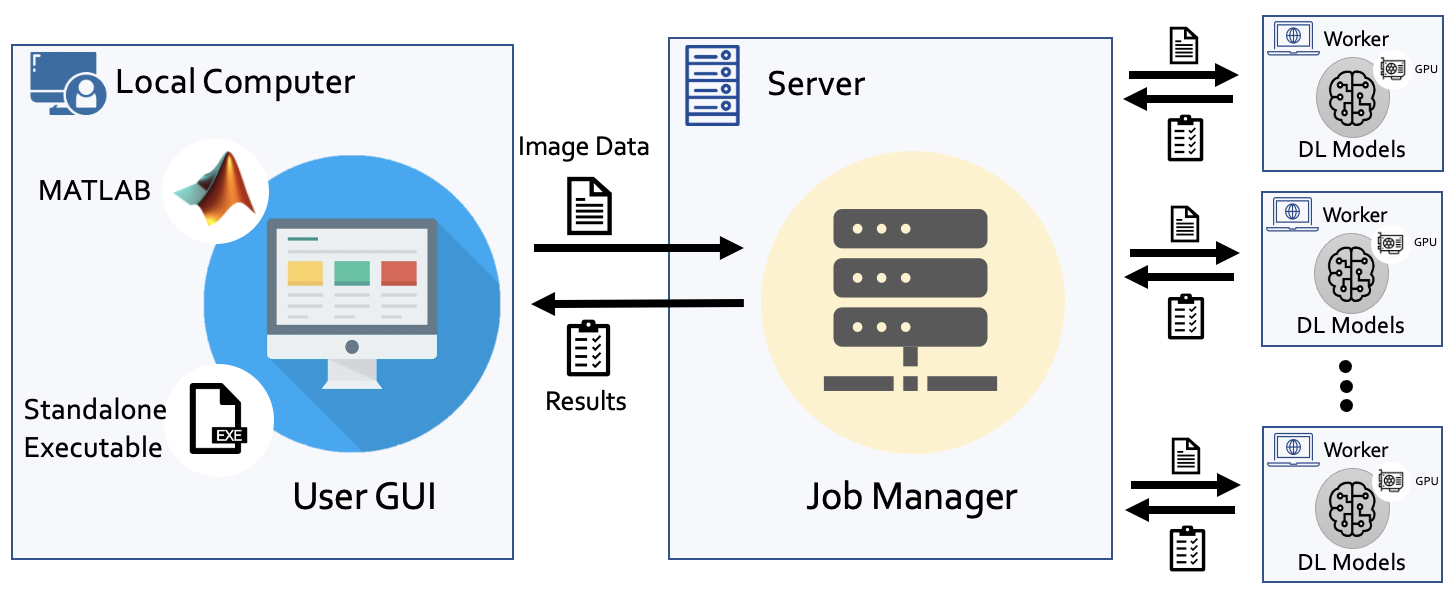 Local Computer
MATLAB
Standalone
Executable
EXE
User GUI
Image Data
Results
Server
Job Manager
Worker
GPU
DL Models
Worker
GPU
DL Models
Worker
GPU
DL Models